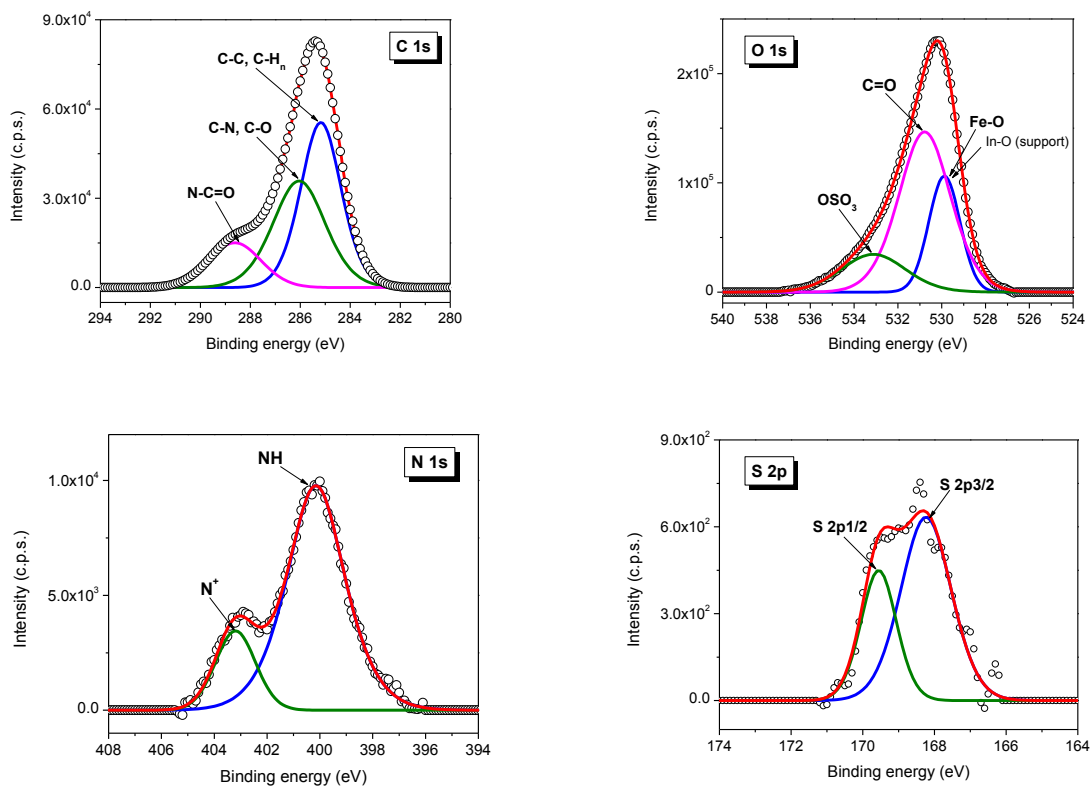 C 1s
C-C, C-Hₙ
C-N, C-O
N-C=O
9.0x10⁴
6.0x10⁴
3.0x10⁴
0.0
Intensity (c.p.s.)
294 292 290 288 286 284 282 280
Binding energy (eV)
O 1s
C=O
Fe-O
In-O (support)
OSO₃
2x10⁵
1x10⁵
0
Intensity (c.p.s.)
540 538 536 534 532 530 528 526 524
Binding energy (eV)
N 1s
NH
N⁺
1.0x10⁴
5.0x10³
0.0
Intensity (c.p.s.)
408 406 404 402 400 398 396 394
Binding energy (eV)
S 2p
S 2p3/2
S 2p1/2
9.0x10²
6.0x10²
3.0x10²
0.0
Intensity (c.p.s.)
174 172 170 168 166 164
Binding energy (eV)